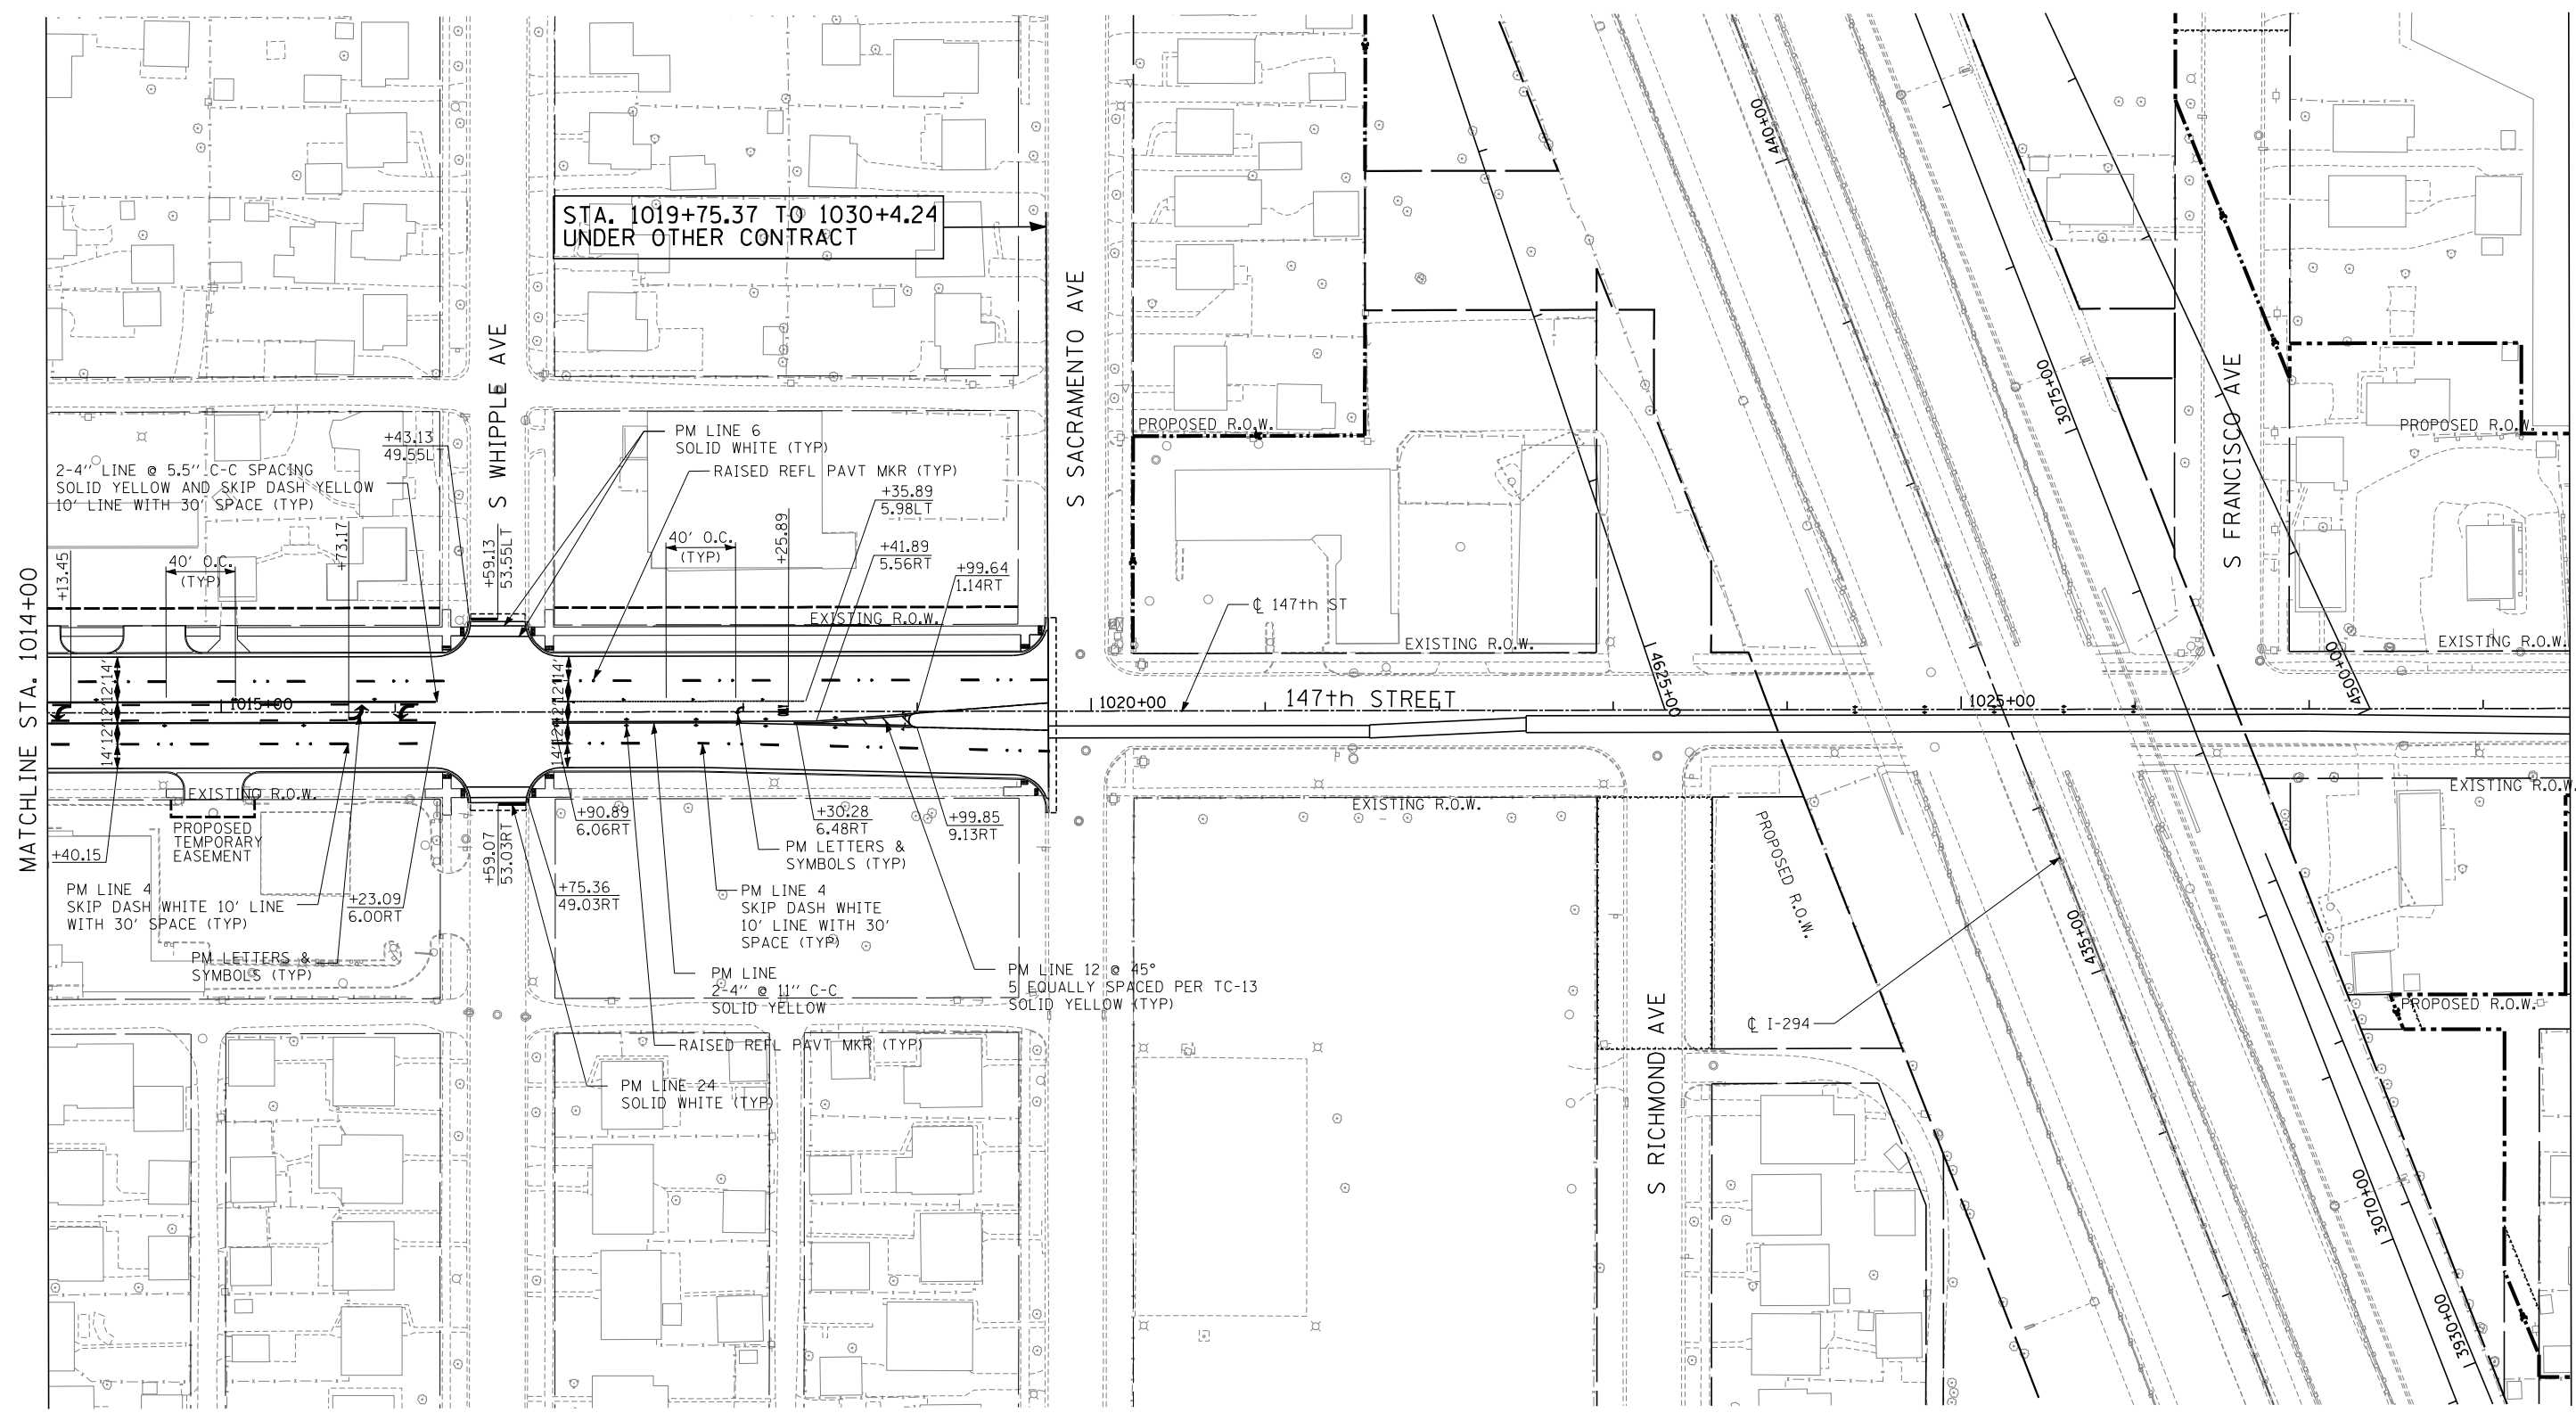 STA. 1019+75.37 TO 1030+4.24
UNDER OTHER CONTRACT
S WHIPPLE AVE
S SACRAMENTO AVE
S FRANCISCO AVE
S RICHMOND AVE
MATCHLINE STA. 1014+00
440+00
3075+00
4625+00
4500+00
435+00
3070+00
3930+00
PM LINE 6
SOLID WHITE (TYP)
RAISED REFL PAVT MKR (TYP)
+43.13
49.55LT
2-4" LINE @ 5.5" C-C SPACING
SOLID YELLOW AND SKIP DASH YELLOW
10' LINE WITH 30' SPACE (TYP)
+35.89
5.98LT
+41.89
5.56RT
+99.64
1.14RT
+13.45
40' O.C.
(TYP)
+73.17
+59.13
53.55LT
40' O.C.
(TYP)
+25.89
PROPOSED R.O.W.
PROPOSED R.O.W.
℄ 147th ST
EXISTING R.O.W.
EXISTING R.O.W.
EXISTING R.O.W.
14'
12'
12'
12'
14'
14'
12'
12'
12'
14'
1015+00
1020+00
147th STREET
1025+00
EXISTING R.O.W.
EXISTING R.O.W.
EXISTING R.O.W.
PROPOSED
TEMPORARY
EASEMENT
+40.15
+59.07
53.03RT
+90.89
6.06RT
+30.28
6.48RT
+99.85
9.13RT
PM LETTERS &
SYMBOLS (TYP)
PROPOSED R.O.W.
PM LINE 4
SKIP DASH WHITE 10' LINE
WITH 30' SPACE (TYP)
+23.09
6.00RT
+75.36
49.03RT
PM LINE 4
SKIP DASH WHITE
10' LINE WITH 30'
SPACE (TYP)
PM LETTERS &
SYMBOLS (TYP)
PM LINE
2-4" @ 11" C-C
SOLID YELLOW
PM LINE 12 @ 45°
5 EQUALLY SPACED PER TC-13
SOLID YELLOW (TYP)
PROPOSED R.O.W.
℄ I-294
RAISED REFL PAVT MKR (TYP)
PM LINE 24
SOLID WHITE (TYP)